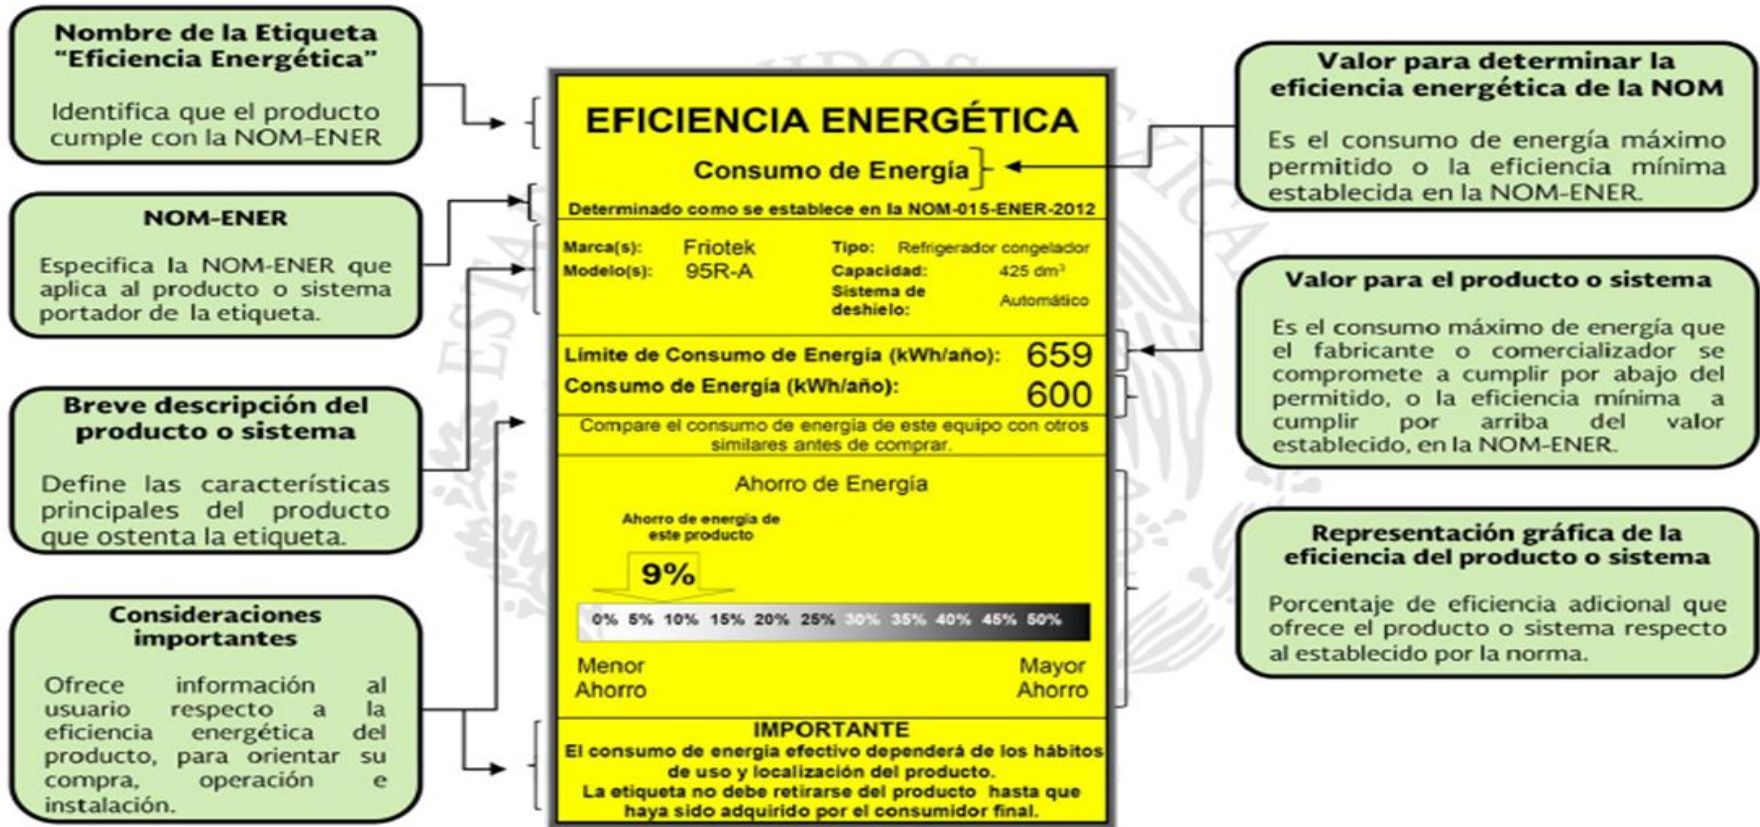 Nombre de la Etiqueta
“Eficiencia Energética”
Identifica que el producto
cumple con la NOM-ENER
NOM-ENER
Especifica la NOM-ENER que
aplica al producto o sistema
portador de la etiqueta.
Breve descripción del
producto o sistema
Define las características
principales del producto
que ostenta la etiqueta.
Consideraciones
importantes
Ofrece información al
usuario respecto a la
eficiencia energética del
producto, para orientar su
compra, operación e
instalación.
EFICIENCIA ENERGÉTICA
Consumo de Energía
Determinado como se establece en la NOM-015-ENER-2012
Marca(s): Friotek Tipo: Refrigerador congelador
Modelo(s): 95R-A Capacidad: 425 dm³
Sistema de
deshielo: Automático
Límite de Consumo de Energía (kWh/año): 659
Consumo de Energía (kWh/año): 600
Compare el consumo de energía de este equipo con otros
similares antes de comprar.
Ahorro de Energía
Ahorro de energía de
este producto
9%
0% 5% 10% 15% 20% 25% 30% 35% 40% 45% 50%
Menor Mayor
Ahorro Ahorro
IMPORTANTE
El consumo de energía efectivo dependerá de los hábitos
de uso y localización del producto.
La etiqueta no debe retirarse del producto hasta que
haya sido adquirido por el consumidor final.
Valor para determinar la
eficiencia energética de la NOM
Es el consumo de energía máximo
permitido o la eficiencia mínima
establecida en la NOM-ENER.
Valor para el producto o sistema
Es el consumo máximo de energía que
el fabricante o comercializador se
compromete a cumplir por abajo del
permitido, o la eficiencia mínima a
cumplir por arriba del valor
establecido, en la NOM-ENER.
Representación gráfica de la
eficiencia del producto o sistema
Porcentaje de eficiencia adicional que
ofrece el producto o sistema respecto
al establecido por la norma.